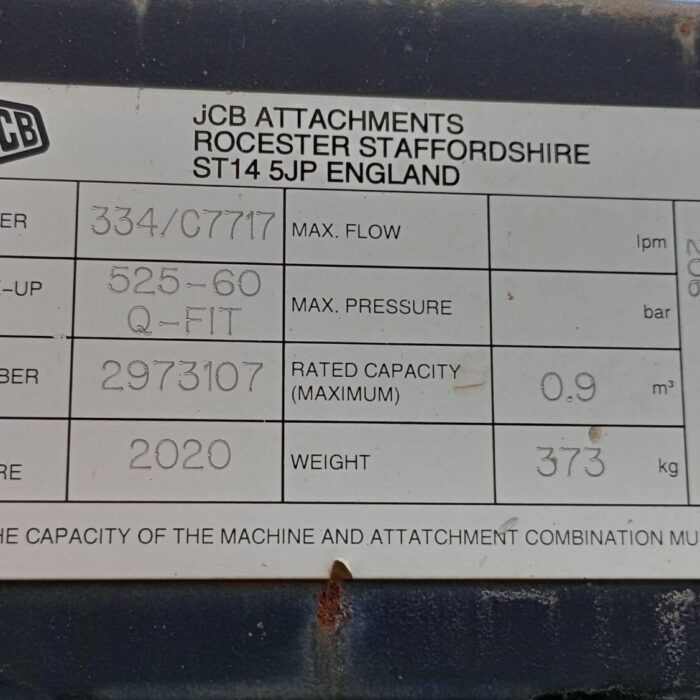 JCB
jCB ATTACHMENTS
ROCESTER STAFFORDSHIRE
ST14 5JP ENGLAND
ER 334/C7717 MAX. FLOW lpm
-UP 525-60 Q-FIT MAX. PRESSURE bar
BER 2973107 RATED CAPACITY (MAXIMUM) 0.9 m³
RE 2020 WEIGHT 373 kg
HE CAPACITY OF THE MACHINE AND ATTATCHMENT COMBINATION MU